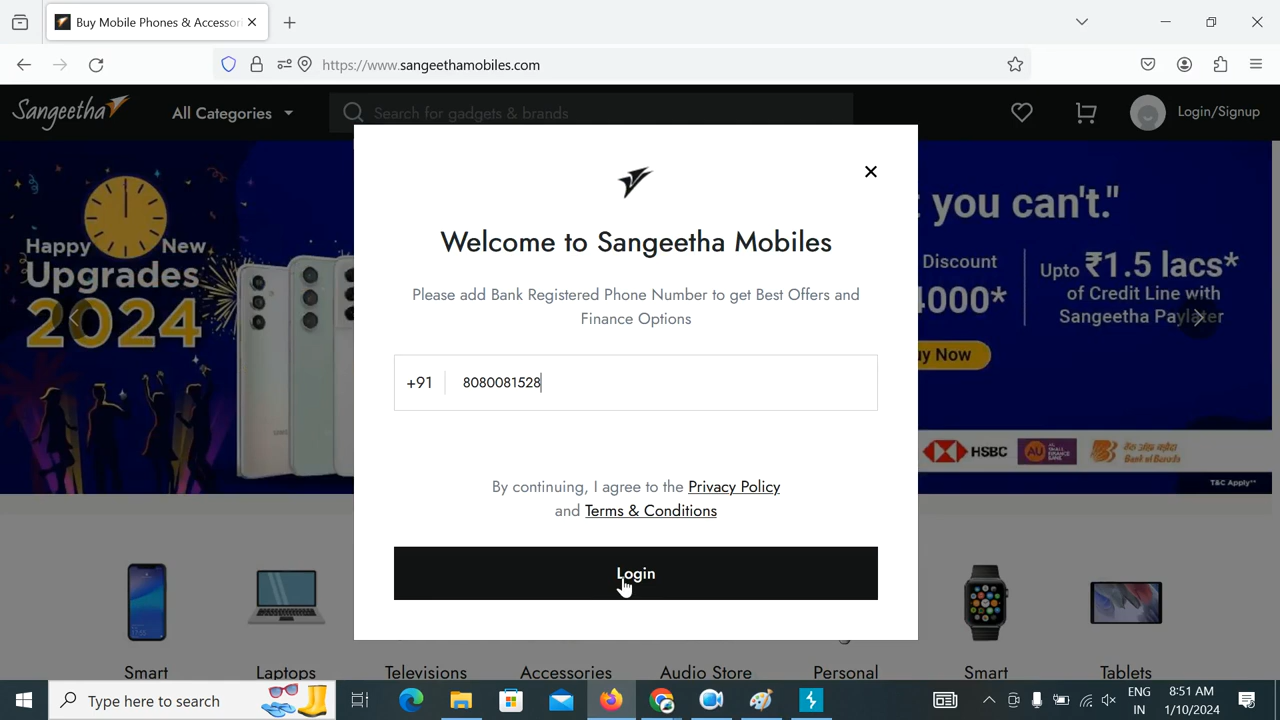 Buy Mobile Phones & Accessor
https://www.sangeethamobiles.com
Sangeetha
All Categories
Search for gadgets & brands
Login/Signup
Happy New
Upgrades
2024
t you can't."
Discount
4000*
Upto ₹1.5 lacs*
of Credit Line with
Sangeetha Paylater
uy Now
HSBC
T&C Apply**
Welcome to Sangeetha Mobiles
Please add Bank Registered Phone Number to get Best Offers and
Finance Options
+91 8080081528
By continuing, I agree to the Privacy Policy
and Terms & Conditions
Login
Smart
Laptops
Televisions
Accessories
Audio Store
Personal
Smart
Tablets
Type here to search
ENG
IN
8:51 AM
1/10/2024